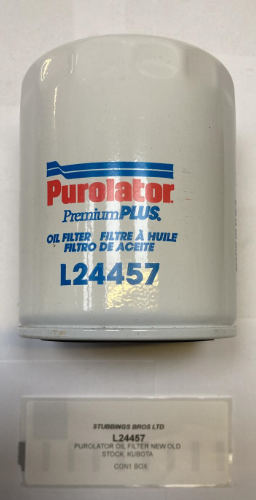 Purolator
PremiumPLUS.
OIL FILTER FILTRE À HUILE
FILTRO DE ACEITE
L24457
STUBBINGS BROS LTD
L24457
PUROLATOR OIL FILTER NEW OLD
STOCK KUBOTA
CON1 BOX